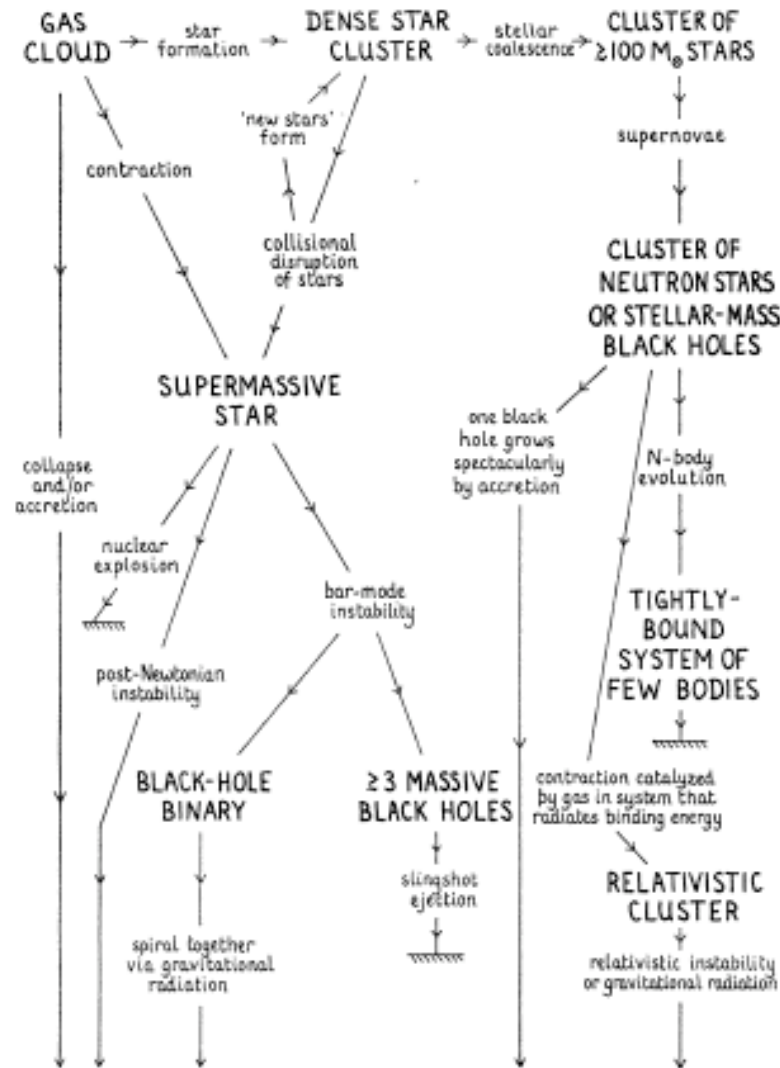 GAS
CLOUD
star
formation
DENSE STAR
CLUSTER
stellar
coalescence
CLUSTER OF
≥100 M⊙ STARS
'new stars'
form
contraction
supernovae
collisional
disruption
of stars
CLUSTER OF
NEUTRON STARS
OR STELLAR-MASS
BLACK HOLES
SUPERMASSIVE
STAR
one black
hole grows
spectacularly
by accretion
N-body
evolution
collapse
and/or
accretion
nuclear
explosion
bar-mode
instability
TIGHTLY-
BOUND
SYSTEM OF
FEW BODIES
post-Newtonian
instability
BLACK-HOLE
BINARY
≥3 MASSIVE
BLACK HOLES
contraction catalyzed
by gas in system that
radiates binding energy
slingshot
ejection
RELATIVISTIC
CLUSTER
spiral together
via gravitational
radiation
relativistic instability
or gravitational radiation